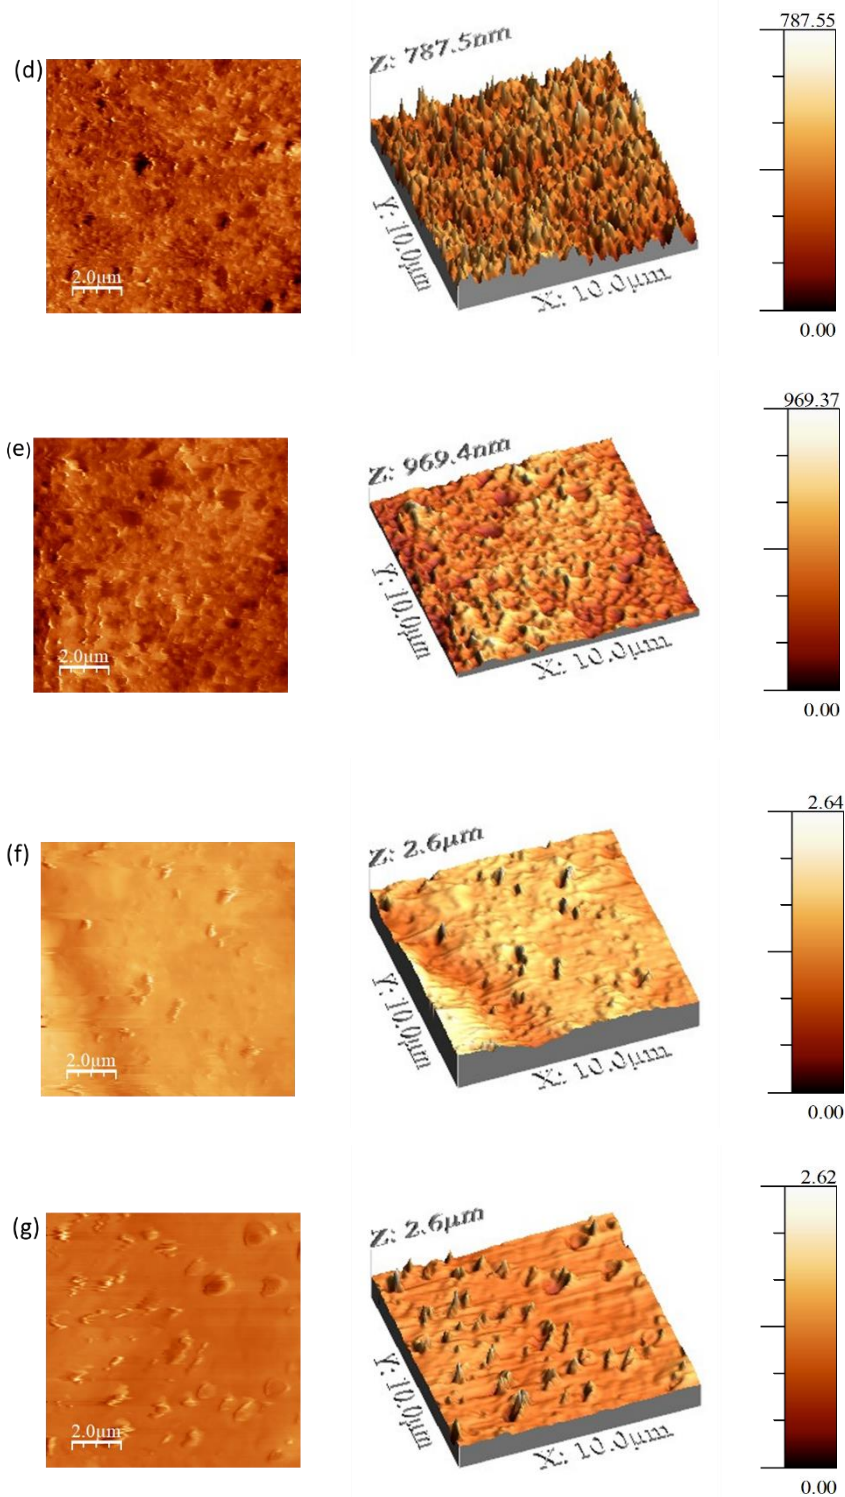 (d)
2.0µm
Z: 787.5nm
Y: 10.0µm
X: 10.0µm
787.55
0.00
(e)
2.0µm
Z: 969.4nm
Y: 10.0µm
X: 10.0µm
969.37
0.00
(f)
2.0µm
Z: 2.6µm
Y: 10.0µm
X: 10.0µm
2.64
0.00
(g)
2.0µm
Z: 2.6µm
Y: 10.0µm
X: 10.0µm
2.62
0.00